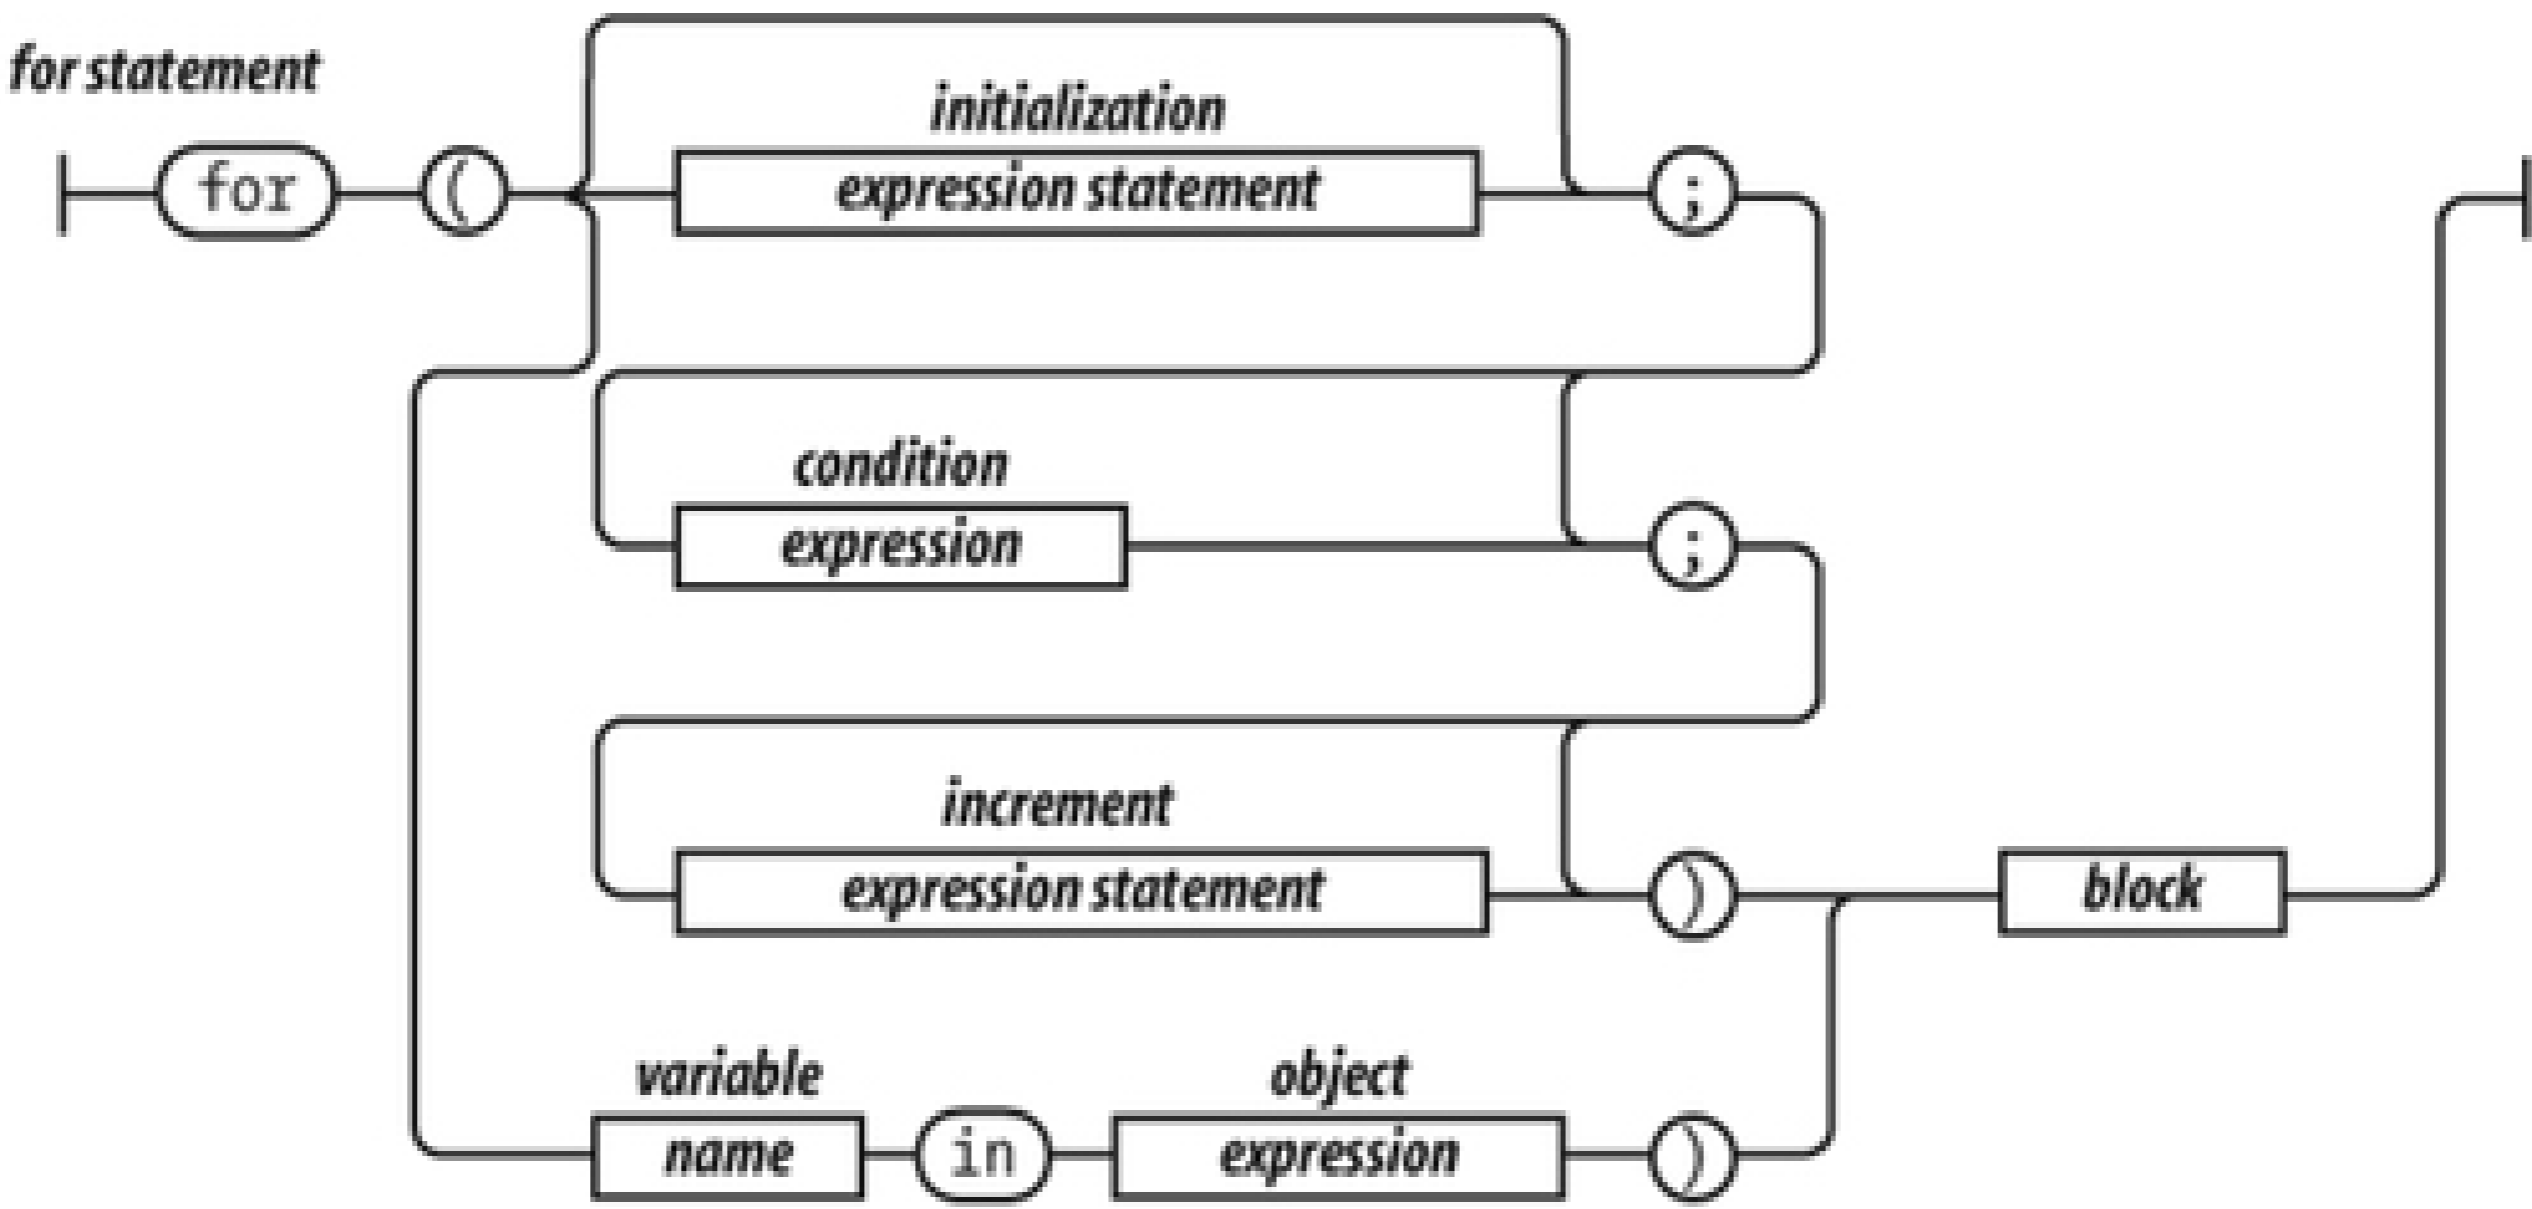 for statement
initialization
for ( expression statement ;
condition
expression ;
increment
expression statement ) block
variable object
name in expression )